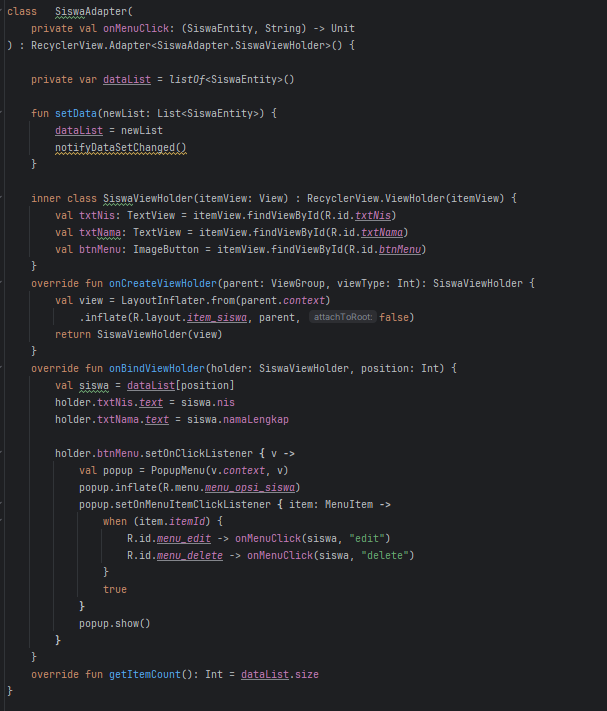 class   SiswaAdapter(
    private val onMenuClick: (SiswaEntity, String) -> Unit
) : RecyclerView.Adapter<SiswaAdapter.SiswaViewHolder>() {

    private var dataList = listOf<SiswaEntity>()

    fun setData(newList: List<SiswaEntity>) {
        dataList = newList
        notifyDataSetChanged()
    }

    inner class SiswaViewHolder(itemView: View) : RecyclerView.ViewHolder(itemView) {
        val txtNis: TextView = itemView.findViewById(R.id.txtNis)
        val txtNama: TextView = itemView.findViewById(R.id.txtNama)
        val btnMenu: ImageButton = itemView.findViewById(R.id.btnMenu)
    }
    override fun onCreateViewHolder(parent: ViewGroup, viewType: Int): SiswaViewHolder {
        val view = LayoutInflater.from(parent.context)
            .inflate(R.layout.item_siswa, parent, attachToRoot: false)
        return SiswaViewHolder(view)
    }
    override fun onBindViewHolder(holder: SiswaViewHolder, position: Int) {
        val siswa = dataList[position]
        holder.txtNis.text = siswa.nis
        holder.txtNama.text = siswa.namaLengkap

        holder.btnMenu.setOnClickListener { v ->
            val popup = PopupMenu(v.context, v)
            popup.inflate(R.menu.menu_opsi_siswa)
            popup.setOnMenuItemClickListener { item: MenuItem ->
                when (item.itemId) {
                    R.id.menu_edit -> onMenuClick(siswa, "edit")
                    R.id.menu_delete -> onMenuClick(siswa, "delete")
                }
                true
            }
            popup.show()
        }
    }
    override fun getItemCount(): Int = dataList.size
}